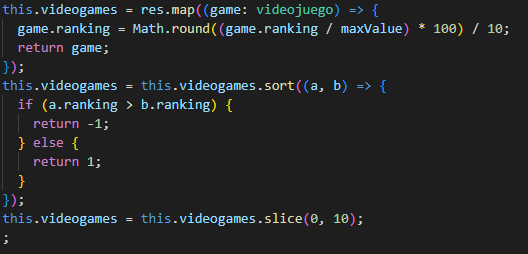 this.videogames = res.map((game: videojuego) => {
  game.ranking = Math.round((game.ranking / maxValue) * 100) / 10;
  return game;
});
this.videogames = this.videogames.sort((a, b) => {
  if (a.ranking > b.ranking) {
    return -1;
  } else {
    return 1;
  }
});
this.videogames = this.videogames.slice(0, 10);
;